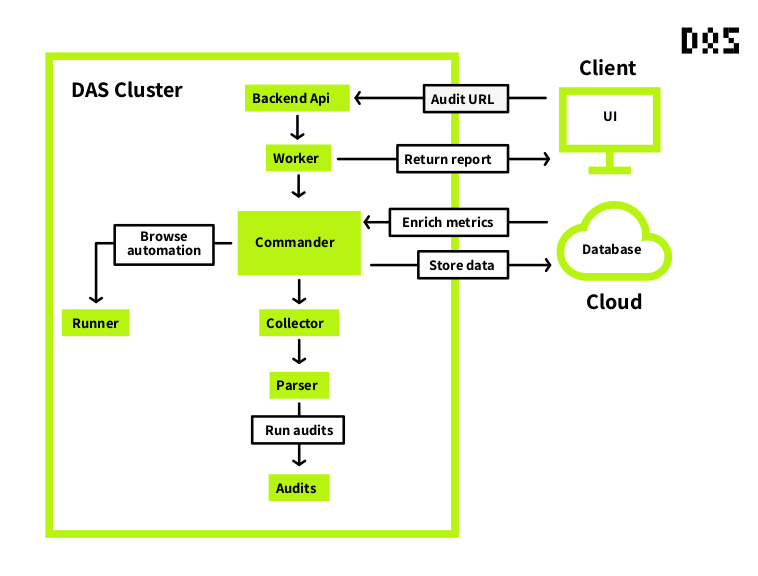 DAS
Client
DAS Cluster
Backend Api
Audit URL
UI
Worker
Return report
Enrich metrics
Browse
automation
Commander
Database
Store data
Cloud
Runner
Collector
Parser
Run audits
Audits